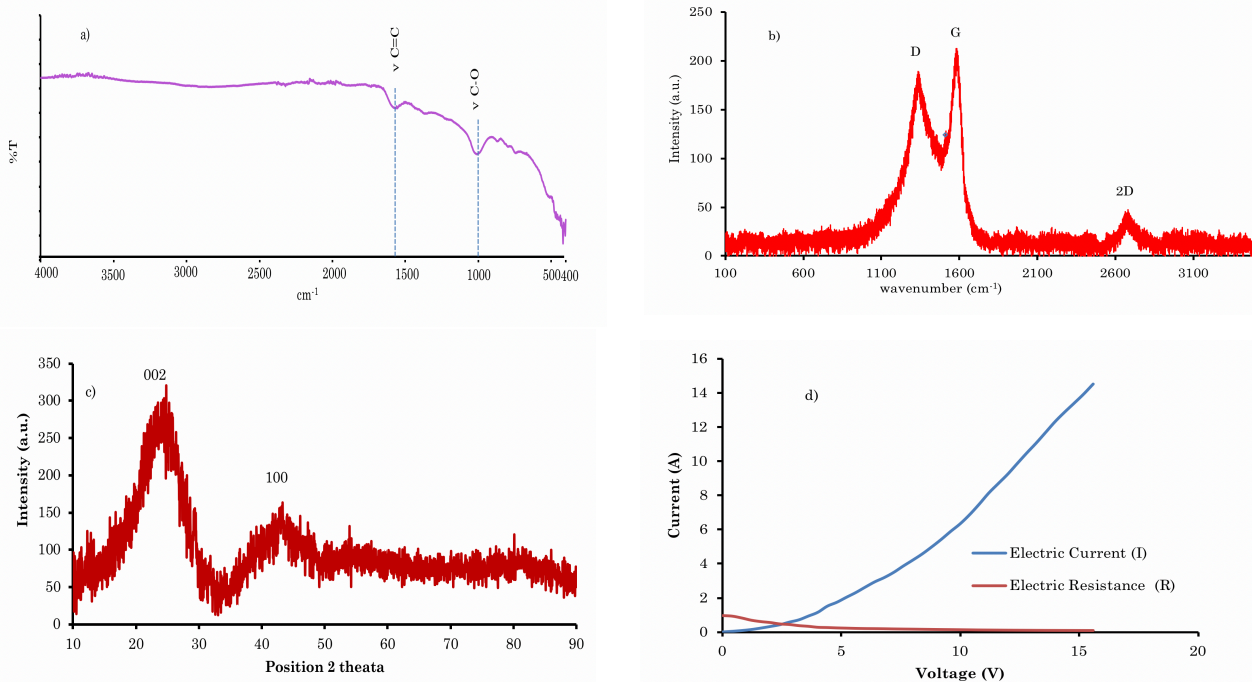 a)
ν C=C
ν C-O
%T
4000 3500 3000 2500 2000 1500 1000 500 400
cm-1
b)
D
G
2D
Intensity (a.u.)
250
200
150
100
50
0
100 600 1100 1600 2100 2600 3100
wavenumber (cm-1)
c)
002
100
Intensity (a.u.)
350
300
250
200
150
100
50
0
10 20 30 40 50 60 70 80 90
Position 2 theata
d)
Current (A)
16
14
12
10
8
6
4
2
0
Electric Current (I)
Electric Resistance (R)
0 5 10 15 20
Voltage (V)